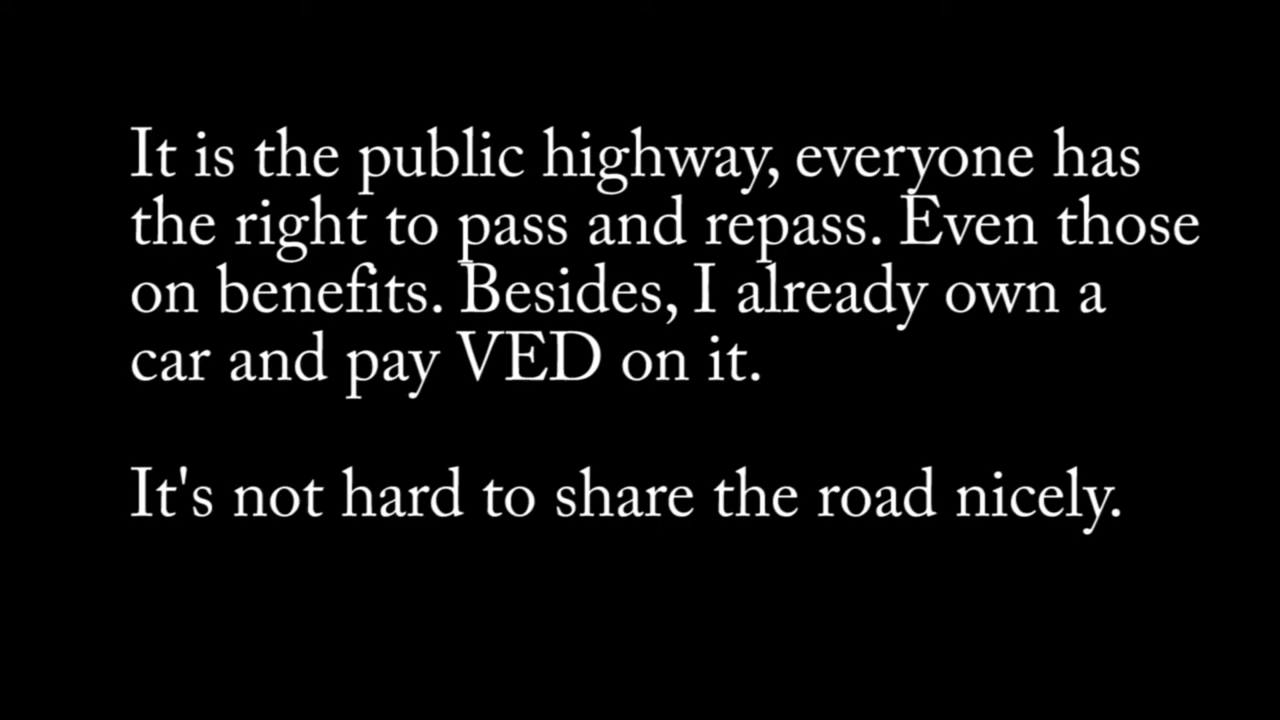 It is the public highway, everyone has
the right to pass and repass. Even those
on benefits. Besides, I already own a
car and pay VED on it.
It's not hard to share the road nicely.